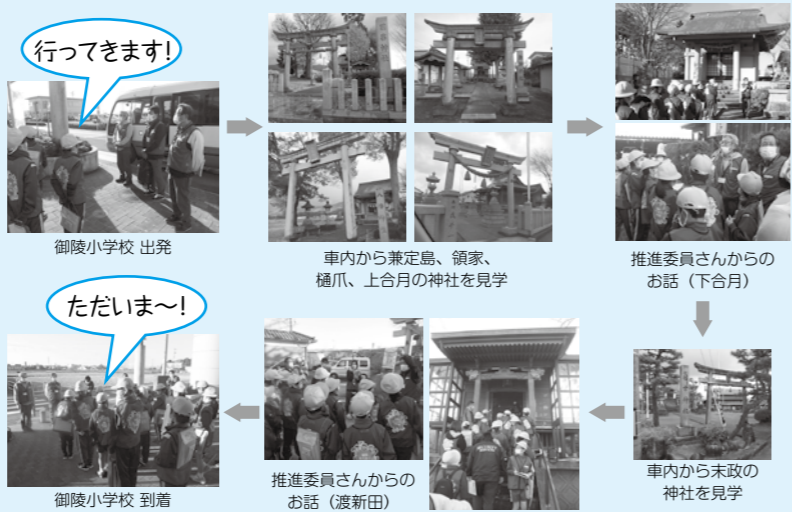 行ってきます!
御陵小学校 出発
車内から兼定島、領家、
樋爪、上合月の神社を見学
推進委員さんからの
お話（下合月）
車内から末政の
神社を見学
推進委員さんからの
お話（渡新田）
ただいま～!
御陵小学校 到着